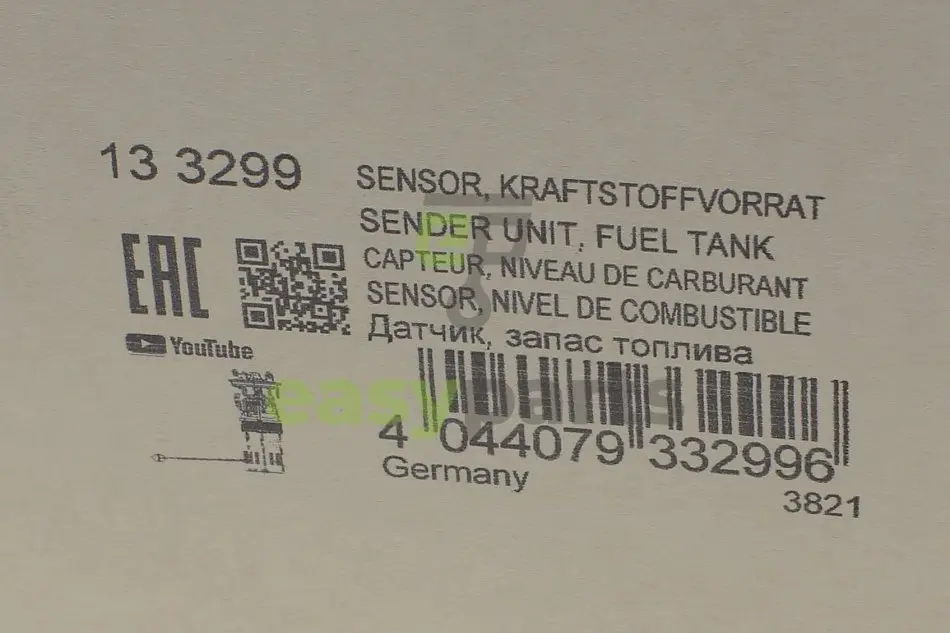 13 3299
SENSOR, KRAFTSTOFFVORRAT
SENDER UNIT, FUEL TANK
CAPTEUR, NIVEAU DE CARBURANT
SENSOR, NIVEL DE COMBUSTIBLE
Датчик, запас топлива
EAC
YouTube
easyparts
4 044079 332996
Germany
3821